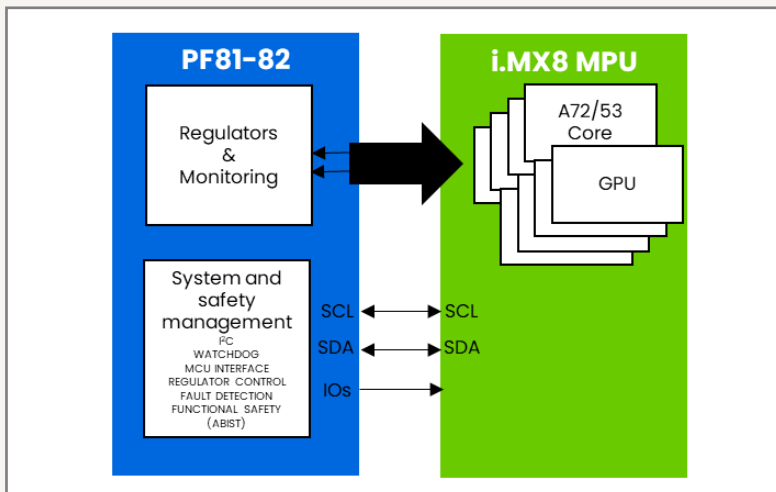 PF81-82
i.MX8 MPU
Regulators
&
Monitoring
A72/53
Core
GPU
System and
safety
management
I²C
WATCHDOG
MCU INTERFACE
REGULATOR CONTROL
FAULT DETECTION
FUNCTIONAL SAFETY
(ABIST)
SCL
SCL
SDA
SDA
IOs